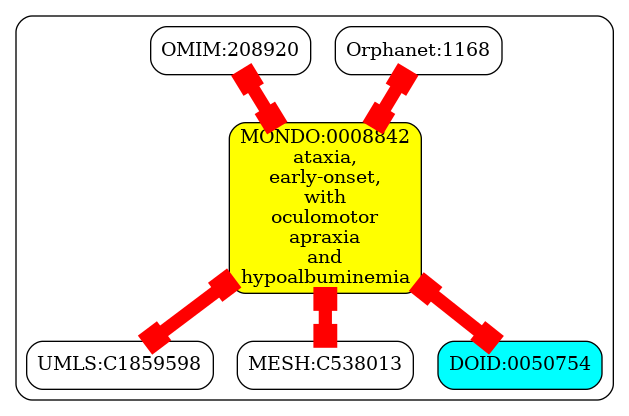 OMIM:208920
Orphanet:1168
MONDO:0008842
ataxia,
early-onset,
with
oculomotor
apraxia
and
hypoalbuminemia
UMLS:C1859598
MESH:C538013
DOID:0050754